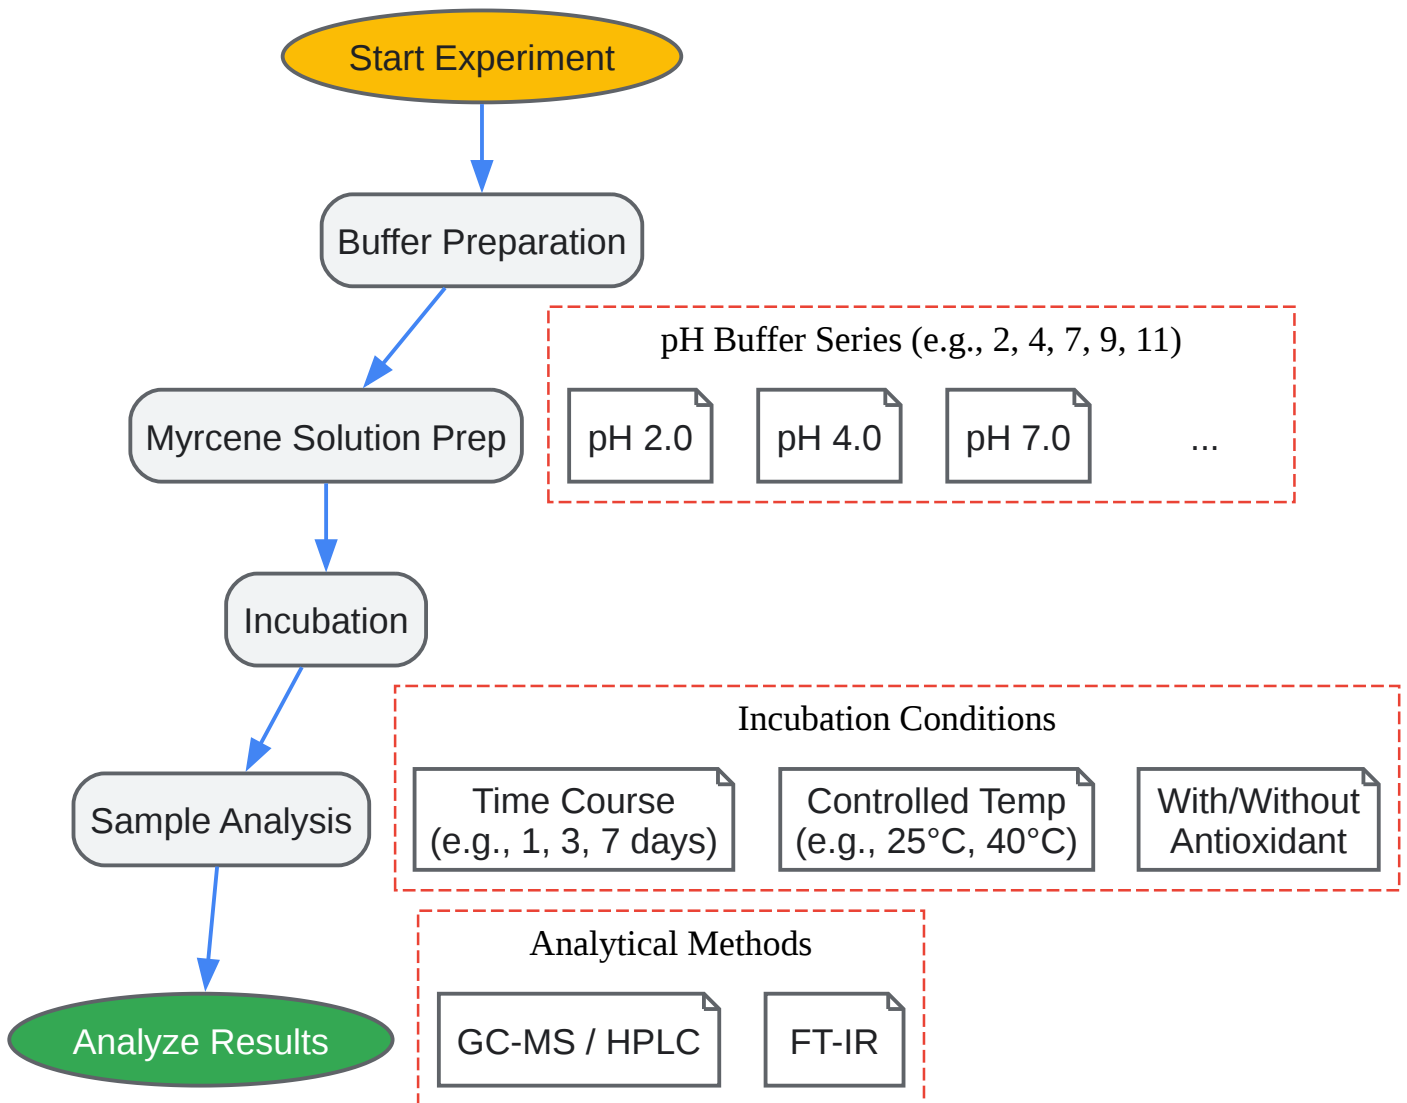 Start Experiment
Buffer Preparation
pH Buffer Series (e.g., 2, 4, 7, 9, 11)
Myrcene Solution Prep
pH 2.0
pH 4.0
pH 7.0
...
Incubation
Incubation Conditions
Sample Analysis
Time Course
(e.g., 1, 3, 7 days)
Controlled Temp
(e.g., 25°C, 40°C)
With/Without
Antioxidant
Analytical Methods
Analyze Results
GC-MS / HPLC
FT-IR